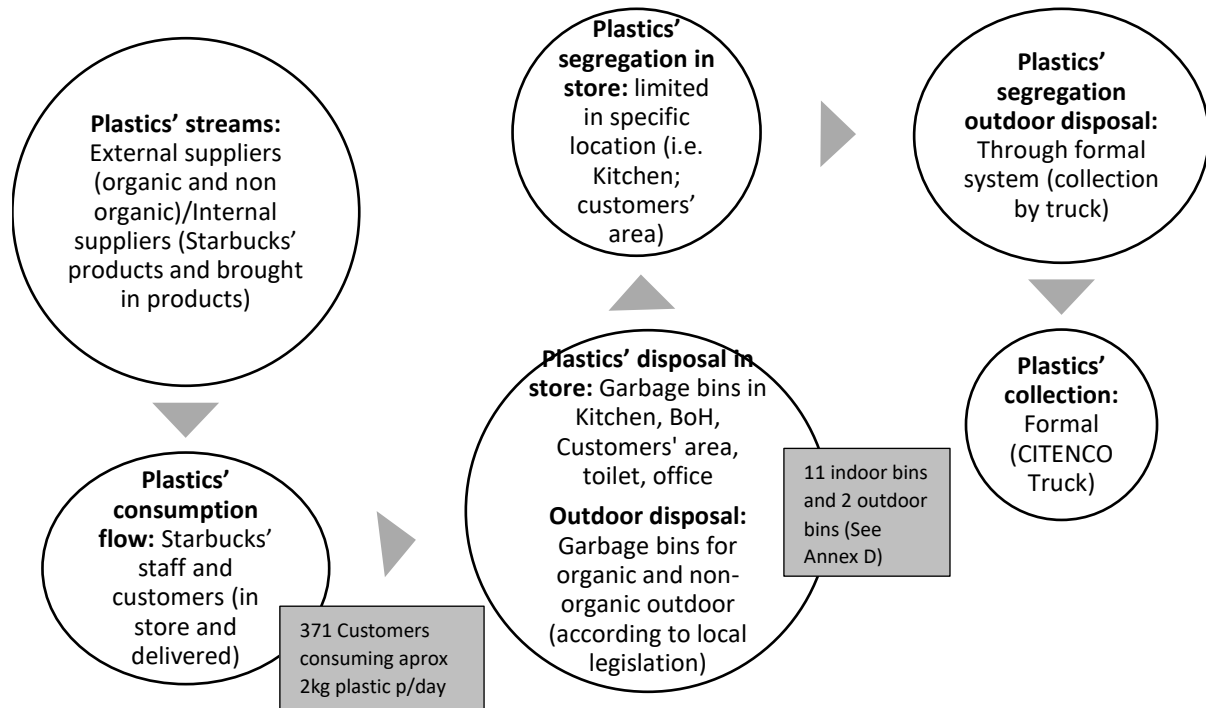 Plastics’ streams:
External suppliers
(organic and non
organic)/Internal
suppliers (Starbucks’
products and brought
in products)
Plastics’
consumption
flow: Starbucks’
staff and
customers (in
store and
delivered)
371 Customers
consuming aprox
2kg plastic p/day
Plastics’ disposal in
store: Garbage bins in
Kitchen, BoH,
Customers' area,
toilet, office
Outdoor disposal:
Garbage bins for
organic and non-
organic outdoor
(according to local
legislation)
11 indoor bins
and 2 outdoor
bins (See
Annex D)
Plastics’
segregation in
store: limited
in specific
location (i.e.
Kitchen;
customers’
area)
Plastics’
segregation
outdoor disposal:
Through formal
system (collection
by truck)
Plastics’
collection:
Formal
(CITENCO
Truck)